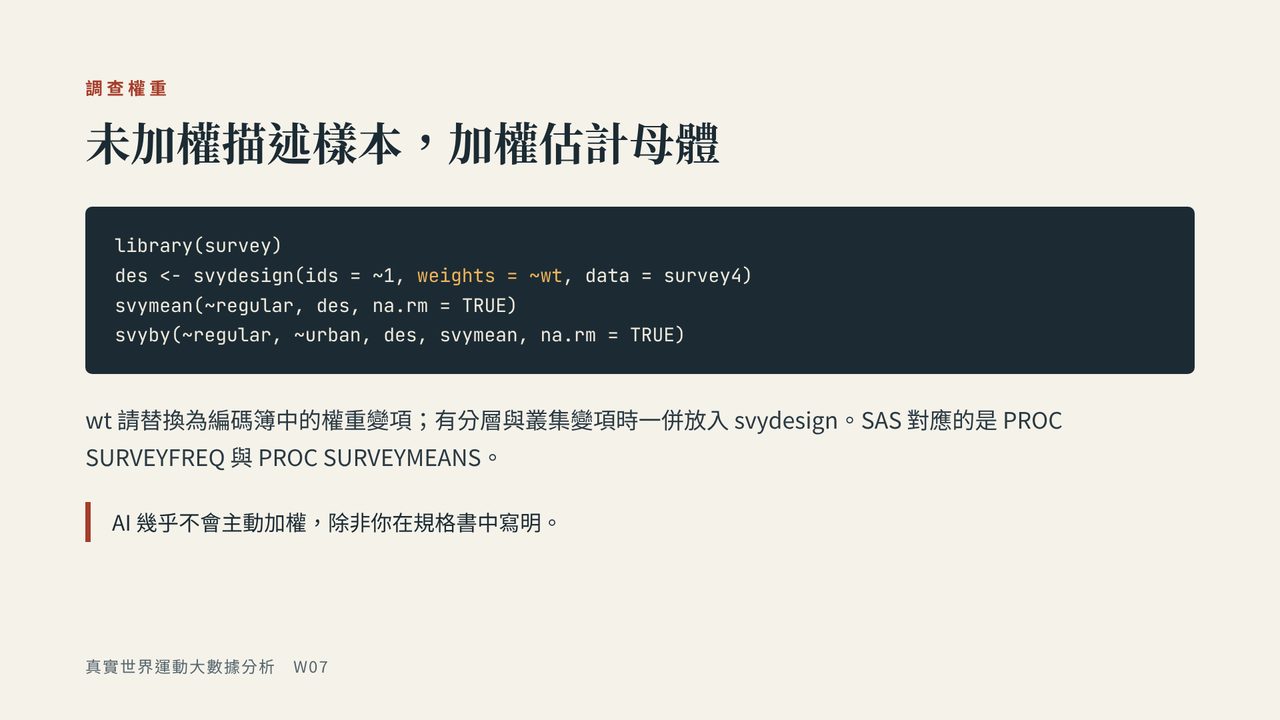 調查權重
未加權描述樣本，加權估計母體
library(survey)
des <- svydesign(ids = ~1, weights = ~wt, data = survey4)
svymean(~regular, des, na.rm = TRUE)
svyby(~regular, ~urban, des, svymean, na.rm = TRUE)
wt 請替換為編碼簿中的權重變項；有分層與叢集變項時一併放入 svydesign。SAS 對應的是 PROC
SURVEYFREQ 與 PROC SURVEYMEANS。
AI 幾乎不會主動加權，除非你在規格書中寫明。
真實世界運動大數據分析 W07